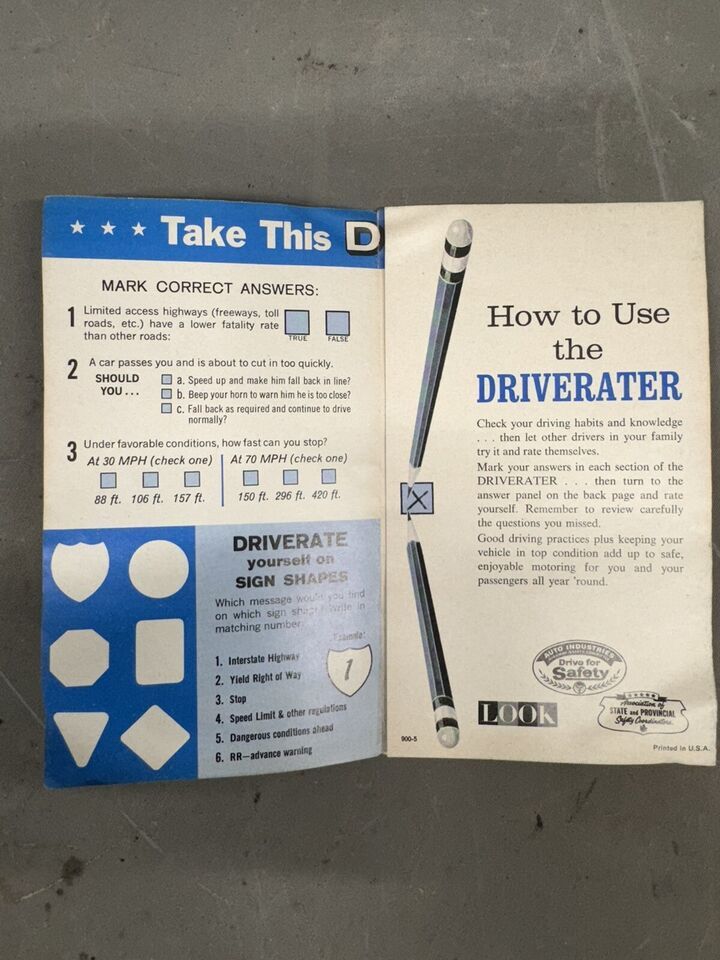 ★ ★ ★ Take This D
MARK CORRECT ANSWERS:
1 Limited access highways (freeways, toll
roads, etc.) have a lower fatality rate
than other roads:
TRUE FALSE
2 A car passes you and is about to cut in too quickly.
SHOULD
YOU...
a. Speed up and make him fall back in line?
b. Beep your horn to warn him he is too close?
c. Fall back as required and continue to drive
normally?
3 Under favorable conditions, how fast can you stop?
At 30 MPH (check one)
88 ft. 106 ft. 157 ft.
At 70 MPH (check one)
150 ft. 296 ft. 420 ft.
DRIVERATE
yourself on
SIGN SHAPES
Which message would you find
on which sign shape? Write in
matching number.
Example:
1
1. Interstate Highway
2. Yield Right of Way
3. Stop
4. Speed Limit & other regulations
5. Dangerous conditions ahead
6. RR—advance warning
How to Use
the
DRIVERATER
Check your driving habits and knowledge
. . . then let other drivers in your family
try it and rate themselves.
Mark your answers in each section of the
DRIVERATER . . . then turn to the
answer panel on the back page and rate
yourself. Remember to review carefully
the questions you missed.
Good driving practices plus keeping your
vehicle in top condition add up to safe,
enjoyable motoring for you and your
passengers all year 'round.
X
AUTO INDUSTRIES
Drive for
Safety
LOOK
Association of
STATE and PROVINCIAL
Safety Coordinators
900-5
Printed in U.S.A.